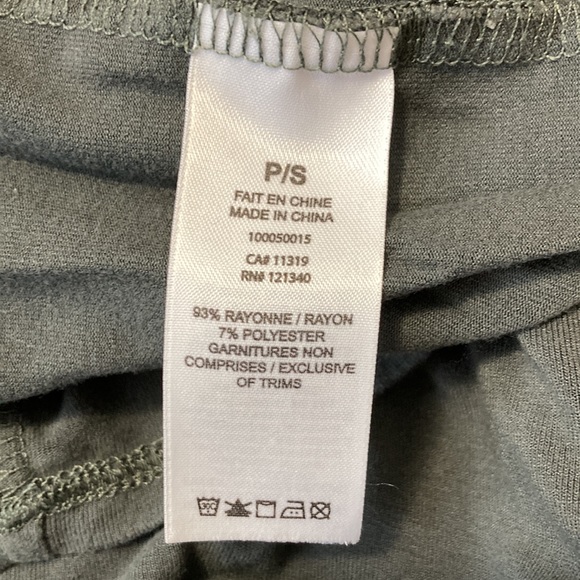 P/S
FAIT EN CHINE
MADE IN CHINA
100050015
CA# 11319
RN# 121340
93% RAYONNE / RAYON
7% POLYESTER
GARNITURES NON
COMPRISES / EXCLUSIVE
OF TRIMS